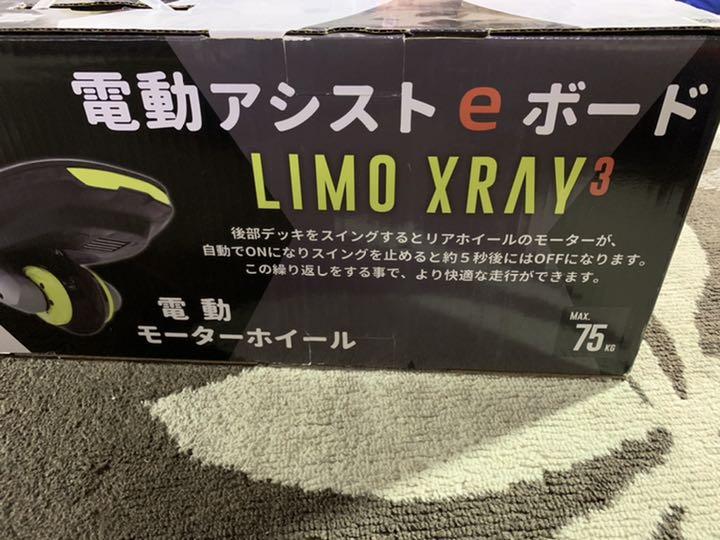 電動アシストeボード
LIMO XRAY3
後部デッキをスイングするとリアホイールのモーターが、
自動でONになりスイングを止めると約5秒後にはOFFになります。
この繰り返しをする事で、より快適な走行ができます。
電動
モーターホイール
MAX.
75KG